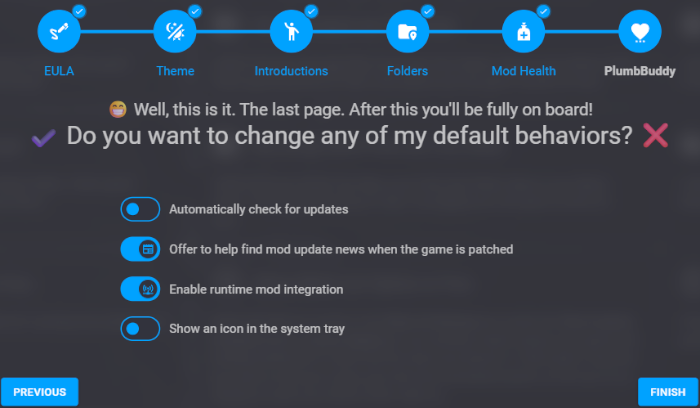 EULA
Theme
Introductions
Folders
Mod Health
PlumbBuddy
😁 Well, this is it. The last page. After this you'll be fully on board!
✔ Do you want to change any of my default behaviors? ❌
Automatically check for updates
Offer to help find mod update news when the game is patched
Enable runtime mod integration
Show an icon in the system tray
PREVIOUS
FINISH